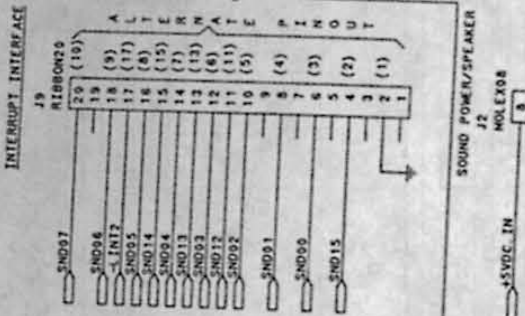 INTERRUPT INTERFACE
J9
RIBBON20
ALTERNATE PINOUT
SND07 20 (10)
19
SND06 18 (9)
-LINT2 17 (17)
SND05 16 (8)
SND14 15 (15)
SND04 14 (7)
SND13 13 (13)
SND03 12 (6)
SND12 11 (11)
SND02 10 (5)
9
SND01 8 (4)
7
SND00 6 (3)
5
SND15 4 (2)
3
2 (1)
1
SOUND POWER/SPEAKER
J2
MOLEX08
+5VDC_IN